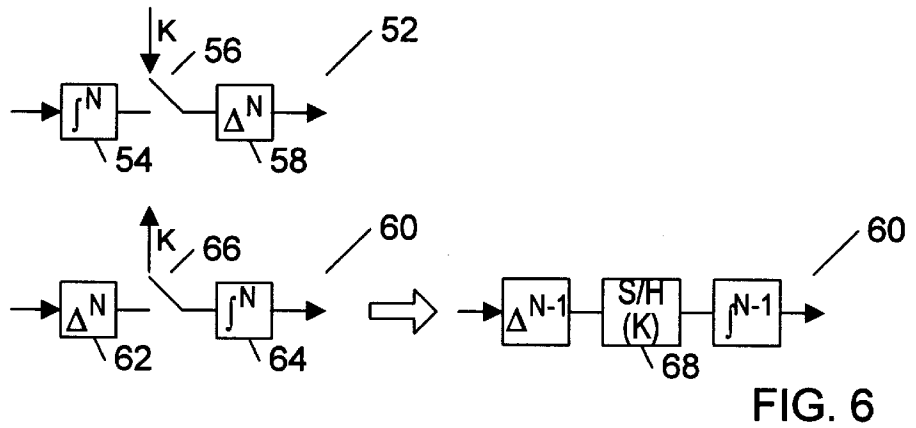 K
56
52
∫N
ΔN
54
58
K
66
60
60
ΔN
∫N
ΔN-1
S/H
(K)
∫N-1
62
64
68
FIG. 6